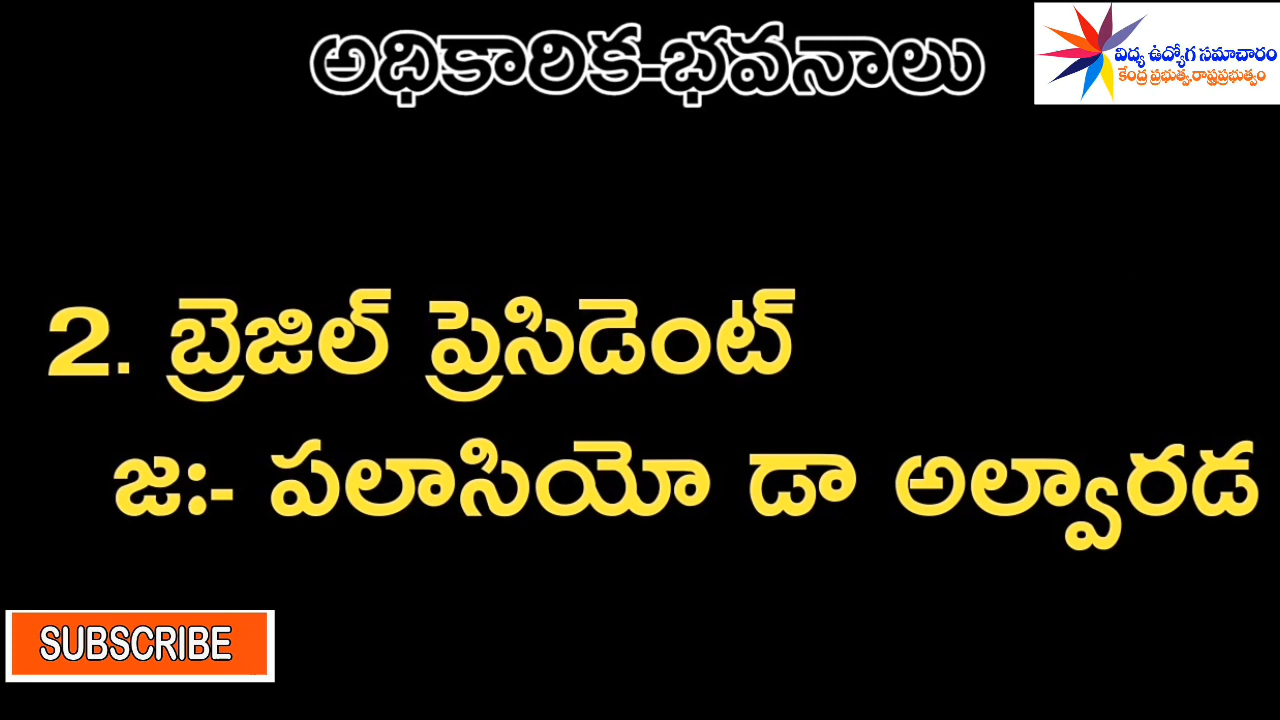 అధికారిక-భవనాలు
విద్య ఉద్యోగ సమాచారం
కేంద్ర ప్రభుత్వ,రాష్ట్రప్రభుత్వం
2. బ్రెజిల్ ప్రెసిడెంట్
జ:- పలాసియో డా అల్వారడ
SUBSCRIBE